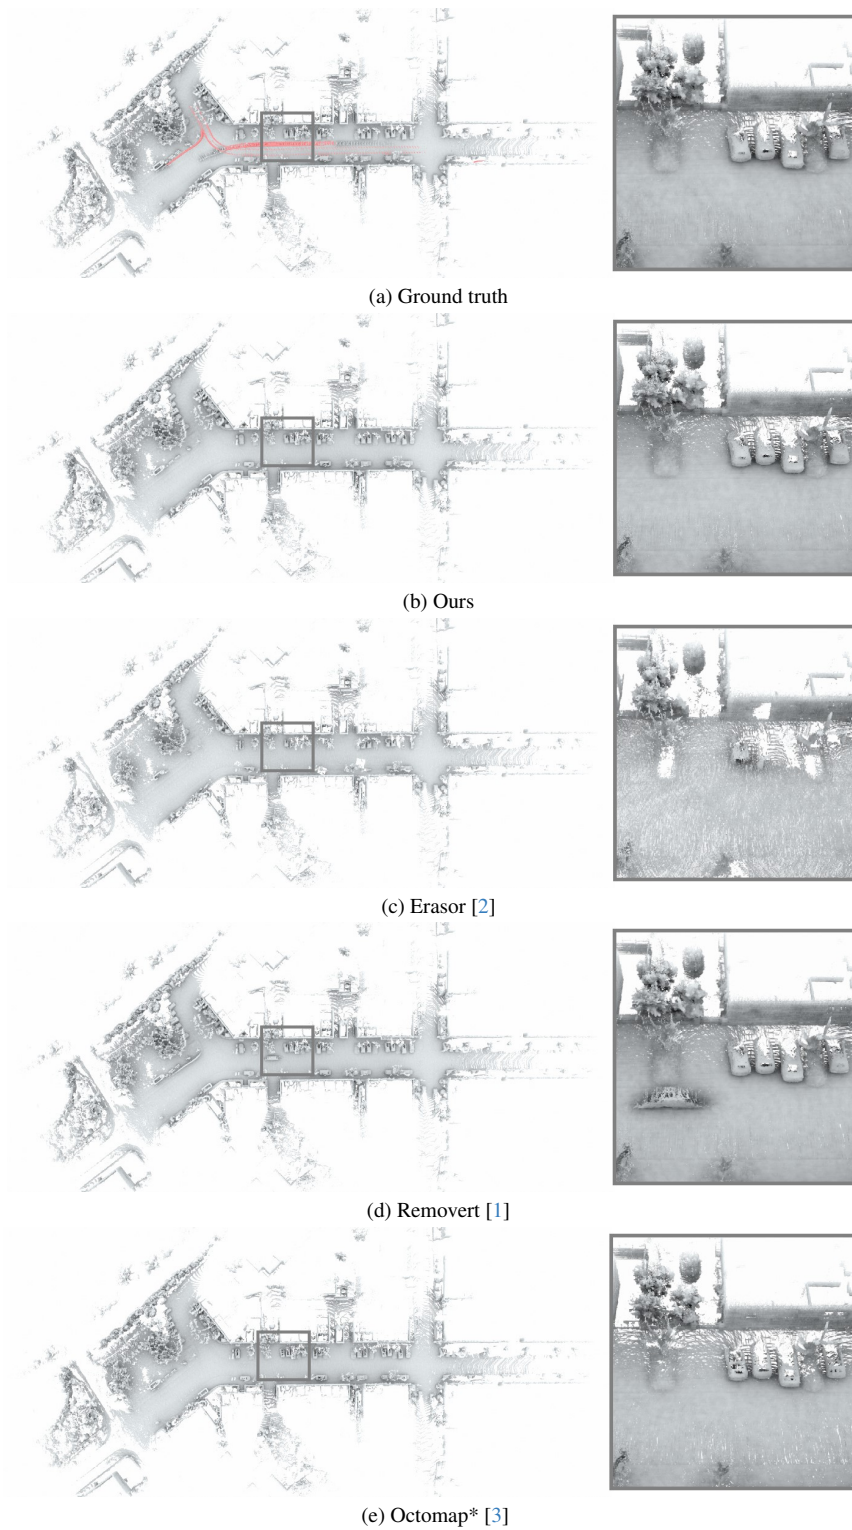 (a) Ground truth
(b) Ours
(c) Erasor [2]
(d) Removert [1]
(e) Octomap* [3]